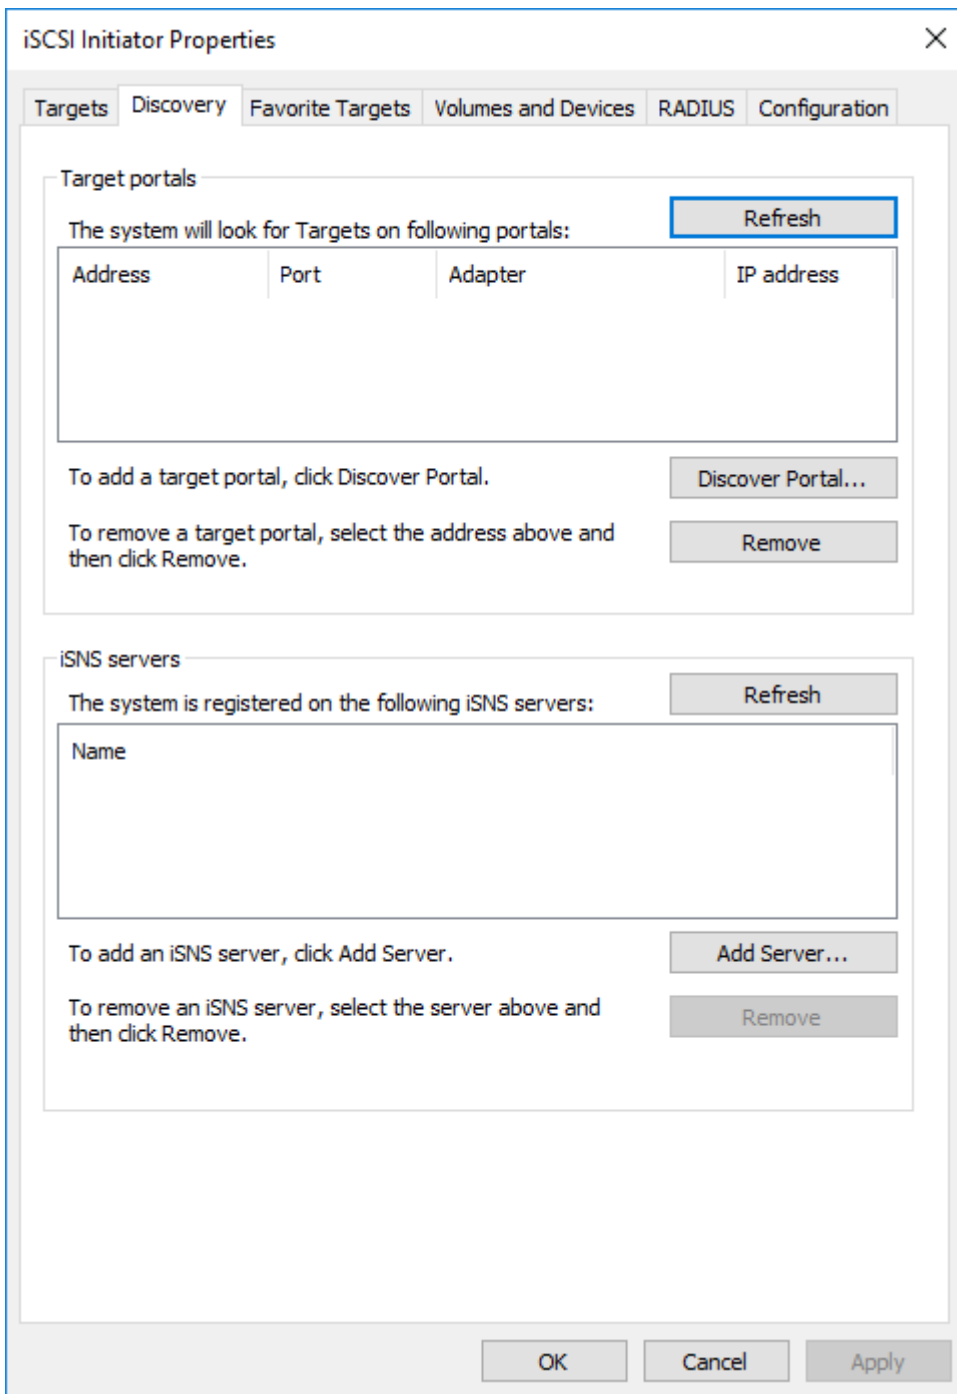 iSCSI Initiator Properties
Targets Discovery Favorite Targets Volumes and Devices RADIUS Configuration
Target portals
The system will look for Targets on following portals: Refresh
Address Port Adapter IP address
To add a target portal, click Discover Portal. Discover Portal...
To remove a target portal, select the address above and
then click Remove. Remove
iSNS servers
The system is registered on the following iSNS servers: Refresh
Name
To add an iSNS server, click Add Server. Add Server...
To remove an iSNS server, select the server above and
then click Remove. Remove
OK Cancel Apply